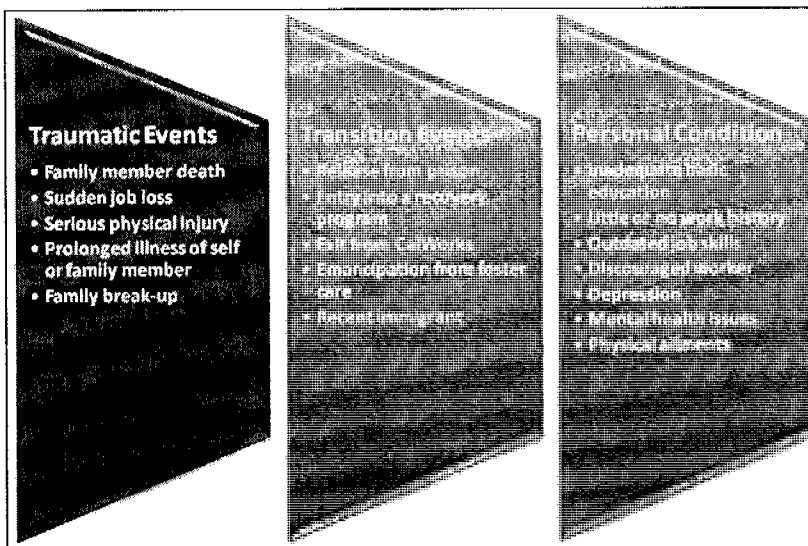 Traumatic Events
• Family member death
• Sudden job loss
• Serious physical injury
• Prolonged illness of self
or family member
• Family break-up
Transition Events
• Release from prison
• Entry into a recovery
program
• Exit from CalWorks
• Emancipation from foster
care
• Recent immigrant
Personal Condition
• Inadequate basic
education
• Little or no work history
• Outdated job skills
• Discouraged worker
• Depression
• Mental health issues
• Physical ailments